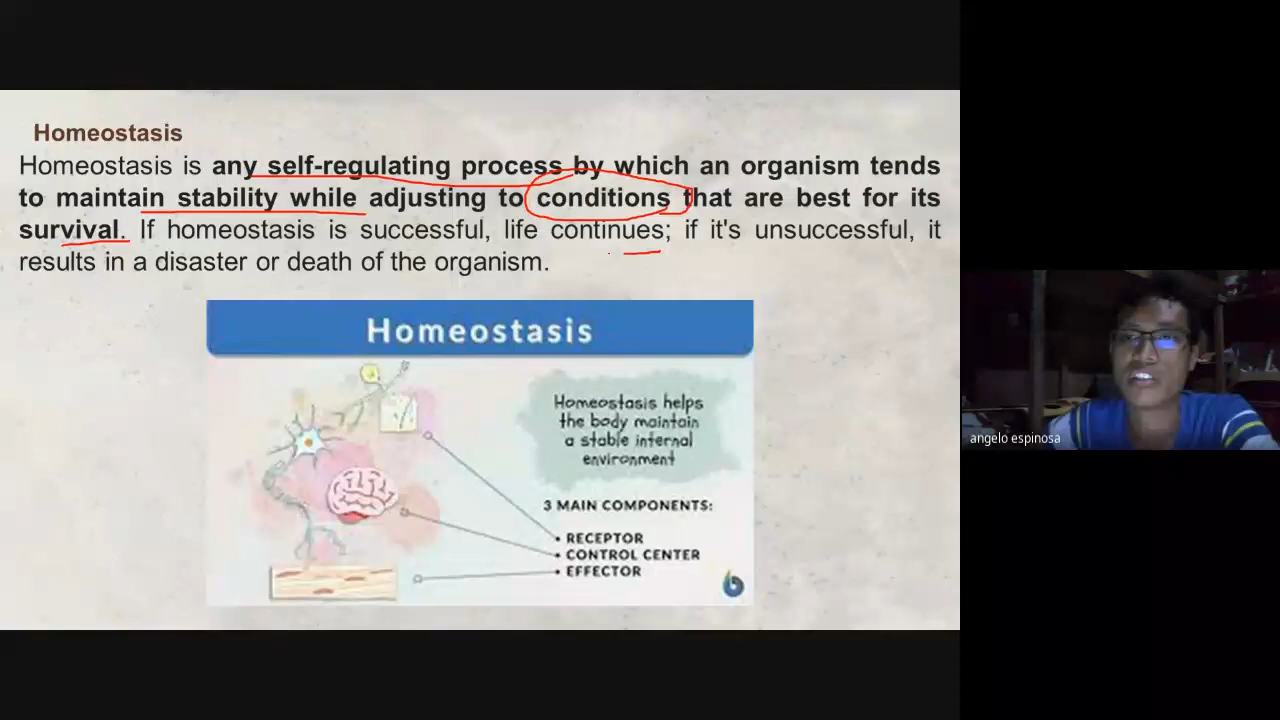 Homeostasis
Homeostasis is any self-regulating process by which an organism tends
to maintain stability while adjusting to conditions that are best for its
survival. If homeostasis is successful, life continues; if it's unsuccessful, it
results in a disaster or death of the organism.
Homeostasis
Homeostasis helps
the body maintain
a stable internal
environment
3 MAIN COMPONENTS:
• RECEPTOR
• CONTROL CENTER
• EFFECTOR
angelo espinosa